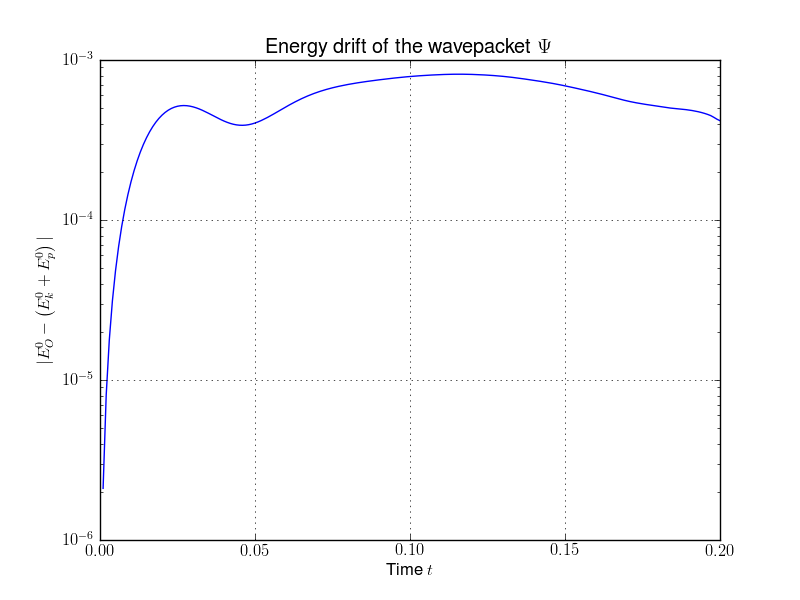 Energy drift of the wavepacket Ψ
10⁻³
10⁻⁴
10⁻⁵
10⁻⁶
|E_O^0 − (E_k^0 + E_p^0) |
0.00 0.05 0.10 0.15 0.20
Time t